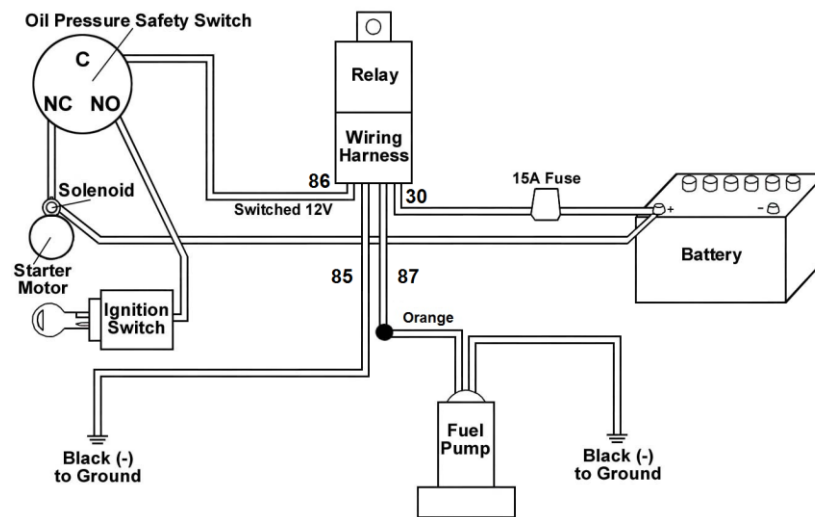 Oil Pressure Safety Switch
C
NC NO
Relay
Wiring
Harness
86
30
15A Fuse
Switched 12V
Solenoid
+ -
Battery
Starter
Motor
85
87
Ignition
Switch
Orange
Fuel
Pump
Black (-)
to Ground
Black (-)
to Ground